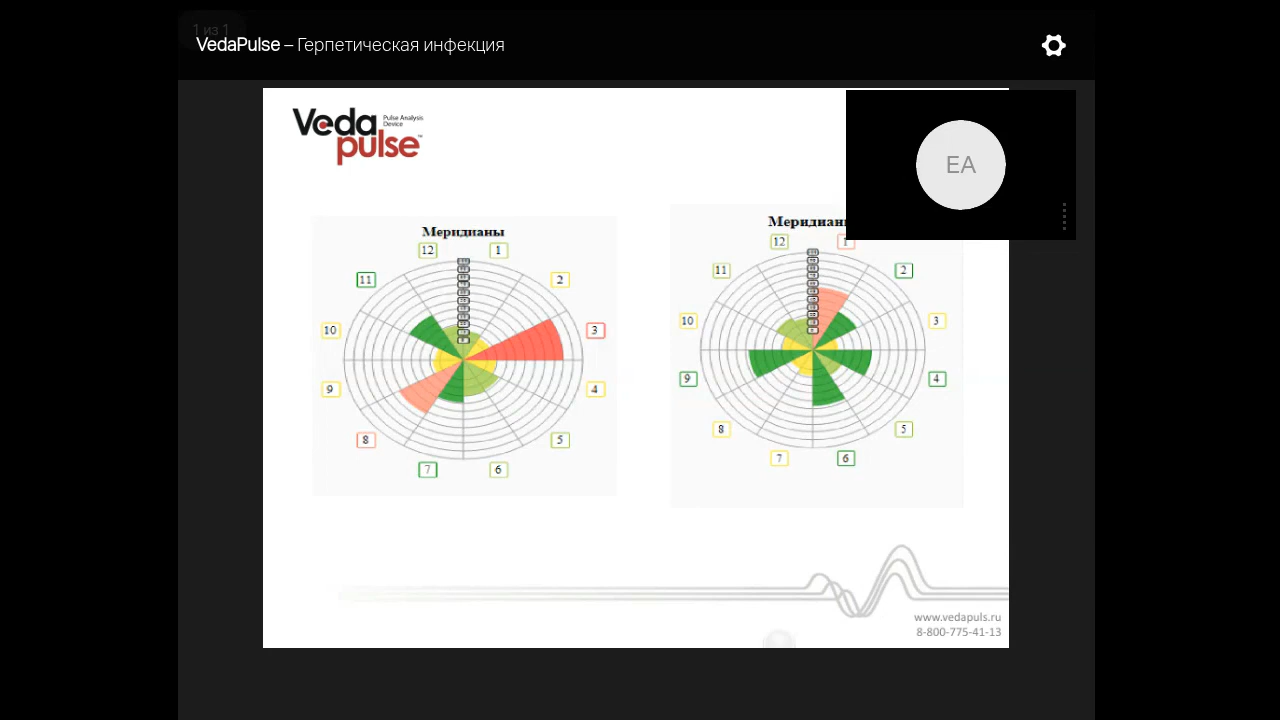 1 из 1
VedaPulse – Герпетическая инфекция
Veda Pulse Analysis Device
pulse™
EA
Меридианы
12 1
11 2
10 3
9 4
8 5
7 6
Меридианы
12 1
11 2
10 3
9 4
8 5
7 6
www.vedapuls.ru
8-800-775-41-13